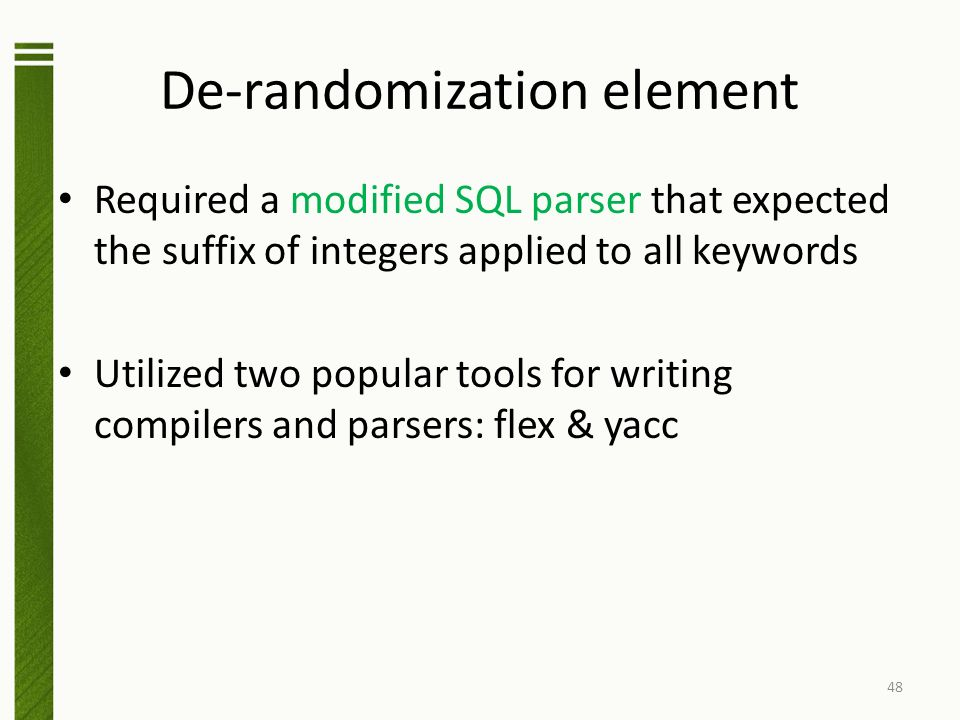 De-randomization element
• Required a modified SQL parser that expected
the suffix of integers applied to all keywords
• Utilized two popular tools for writing
compilers and parsers: flex & yacc
48